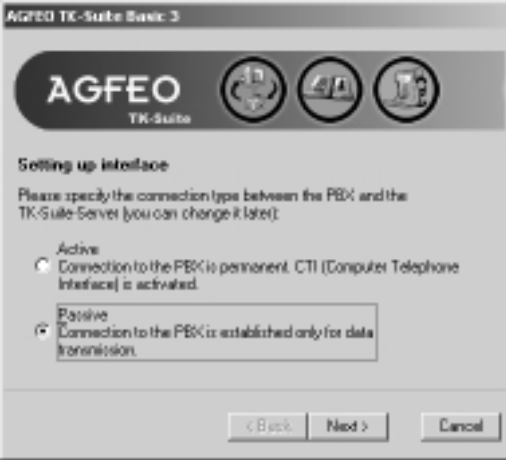 AGFEO TK-Suite Basic 3
AGFEO
TK-Suite
Setting up interface
Please specify the connection type between the PBX and the
TK-Suite-Server (you can change it later):
Active
Connection to the PBX is permanent. CTI (Computer Telephone
Interface) is activated.
Passive
Connection to the PBX is established only for data
transmission.
< Back Next > Cancel